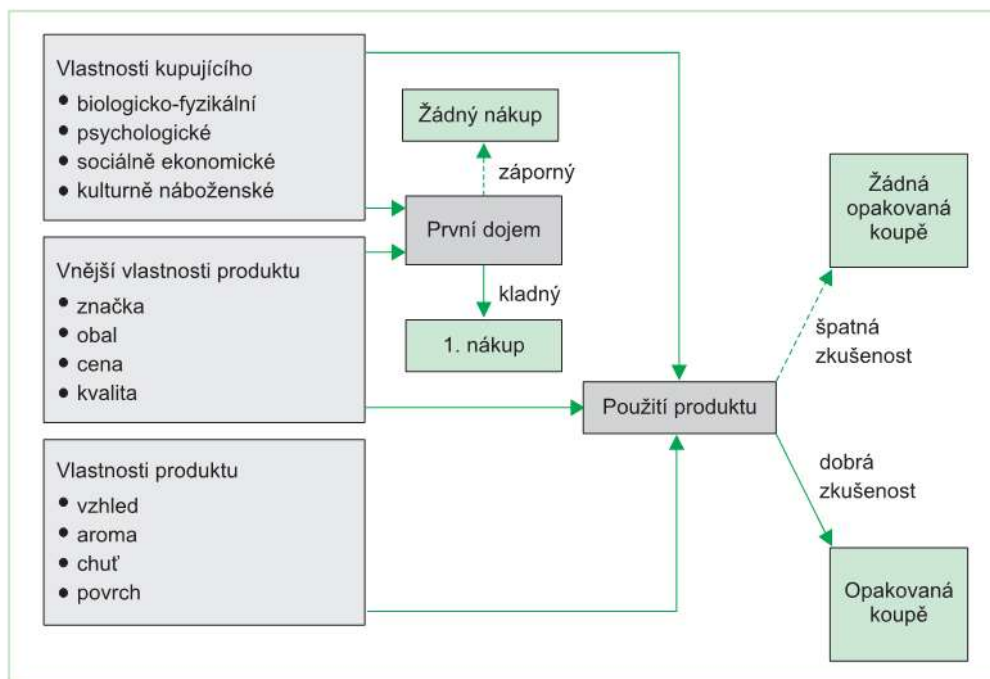 Vlastnosti kupujícího
• biologicko-fyzikální
• psychologické
• sociálně ekonomické
• kulturně náboženské
Vnější vlastnosti produktu
• značka
• obal
• cena
• kvalita
Vlastnosti produktu
• vzhled
• aroma
• chuť
• povrch
Žádný nákup
záporný
První dojem
kladný
1. nákup
Použití produktu
Žádná
opakovaná
koupě
špatná
zkušenost
dobrá
zkušenost
Opakovaná
koupě